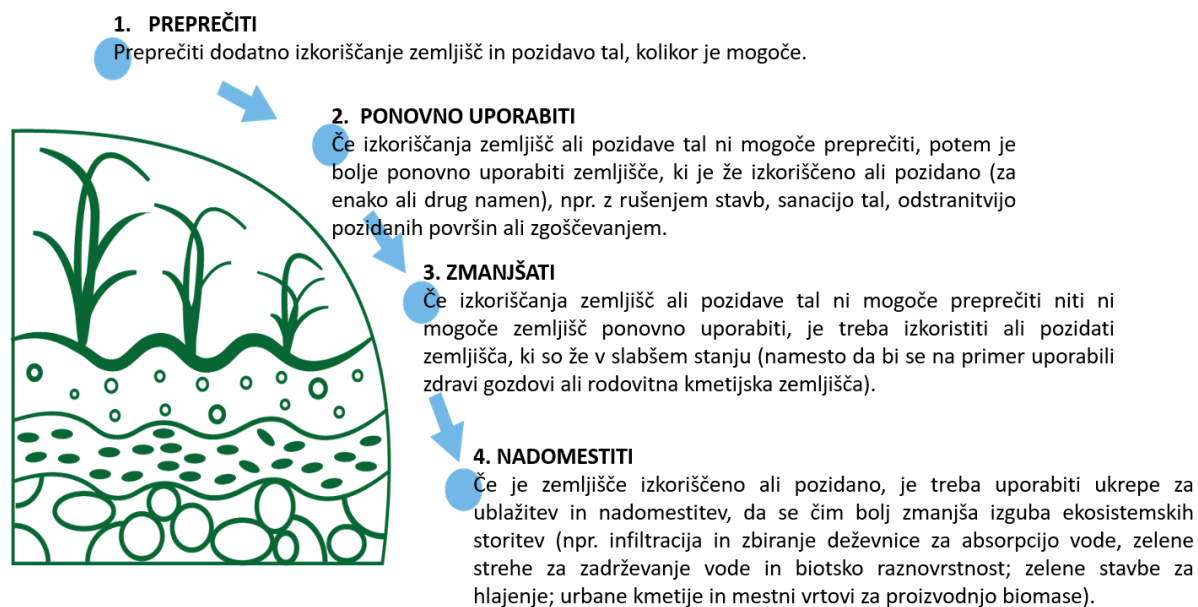 1. PREPREČITI
Preprečiti dodatno izkoriščanje zemljišč in pozidavo tal, kolikor je mogoče.
2. PONOVNO UPORABITI
Če izkoriščanja zemljišč ali pozidave tal ni mogoče preprečiti, potem je
bolje ponovno uporabiti zemljišče, ki je že izkoriščeno ali pozidano (za
enako ali drug namen), npr. z rušenjem stavb, sanacijo tal, odstranitvijo
pozidanih površin ali zgoščevanjem.
3. ZMANJŠATI
Če izkoriščanja zemljišč ali pozidave tal ni mogoče preprečiti niti ni
mogoče zemljišč ponovno uporabiti, je treba izkoristiti ali pozidati
zemljišča, ki so že v slabšem stanju (namesto da bi se na primer uporabili
zdravi gozdovi ali rodovitna kmetijska zemljišča).
4. NADOMESTITI
Če je zemljišče izkoriščeno ali pozidano, je treba uporabiti ukrepe za
ublažitev in nadomestitev, da se čim bolj zmanjša izguba ekosistemskih
storitev (npr. infiltracija in zbiranje deževnice za absorpcijo vode, zelene
strehe za zadrževanje vode in biotsko raznovrstnost; zelene stavbe za
hlajenje; urbane kmetije in mestni vrtovi za proizvodnjo biomase).